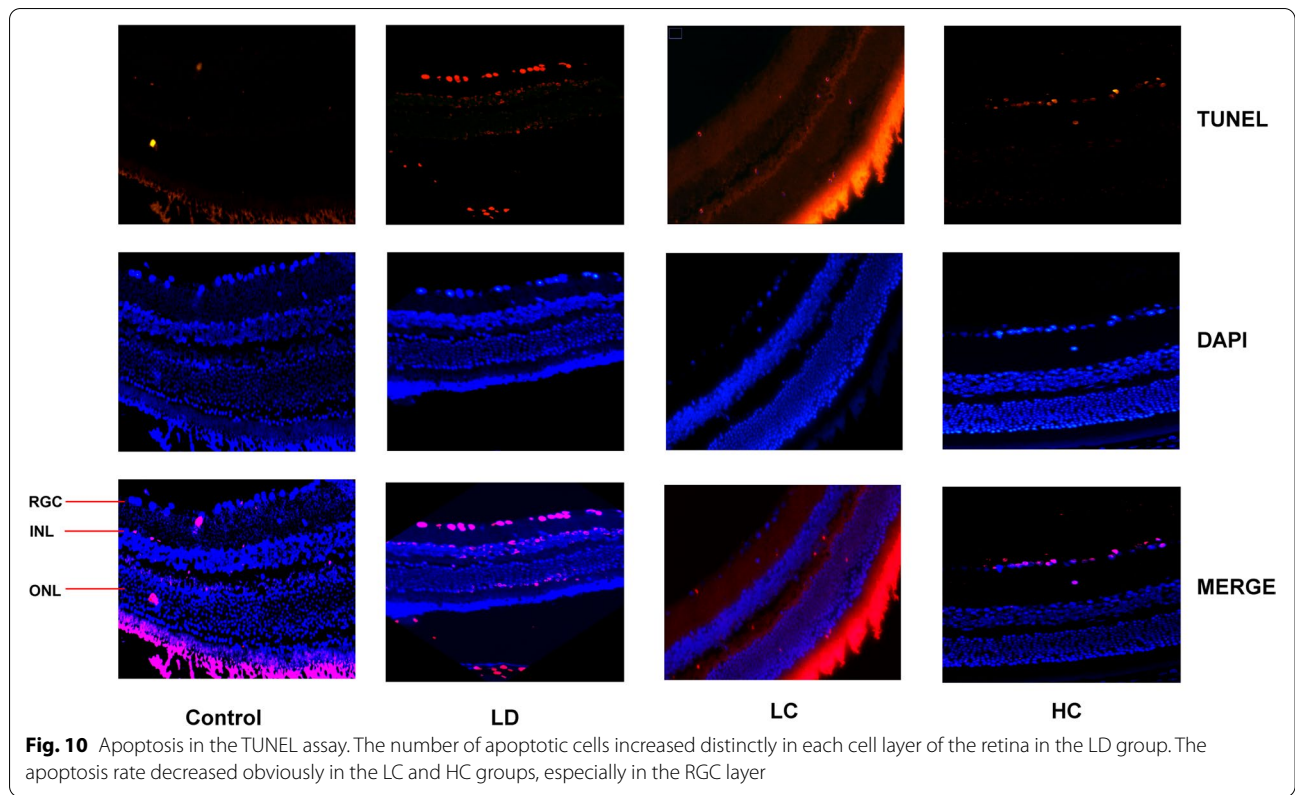 TUNEL
DAPI
RGC
INL
ONL
MERGE
Control
LD
LC
HC
Fig. 10 Apoptosis in the TUNEL assay. The number of apoptotic cells increased distinctly in each cell layer of the retina in the LD group. The
apoptosis rate decreased obviously in the LC and HC groups, especially in the RGC layer